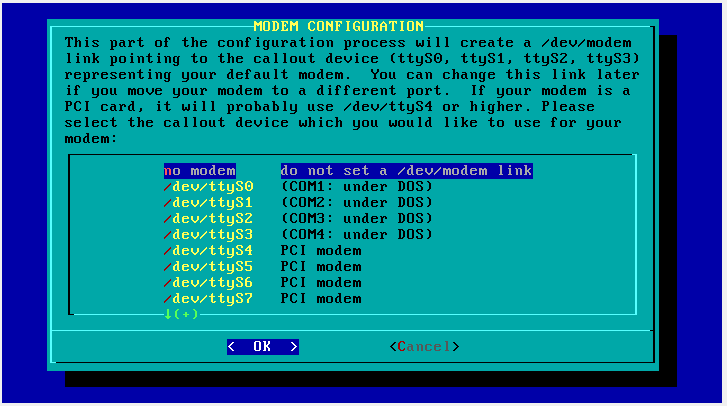 MODEM CONFIGURATION
This part of the configuration process will create a /dev/modem
link pointing to the callout device (ttyS0, ttyS1, ttyS2, ttyS3)
representing your default modem.  You can change this link later
if you move your modem to a different port.  If your modem is a
PCI card, it will probably use /dev/ttyS4 or higher. Please
select the callout device which you would like to use for your
modem:
no modem do not set a /dev/modem link
/dev/ttyS0 (COM1: under DOS)
/dev/ttyS1 (COM2: under DOS)
/dev/ttyS2 (COM3: under DOS)
/dev/ttyS3 (COM4: under DOS)
/dev/ttyS4 PCI modem
/dev/ttyS5 PCI modem
/dev/ttyS6 PCI modem
/dev/ttyS7 PCI modem
↓(+)
< OK > <Cancel>